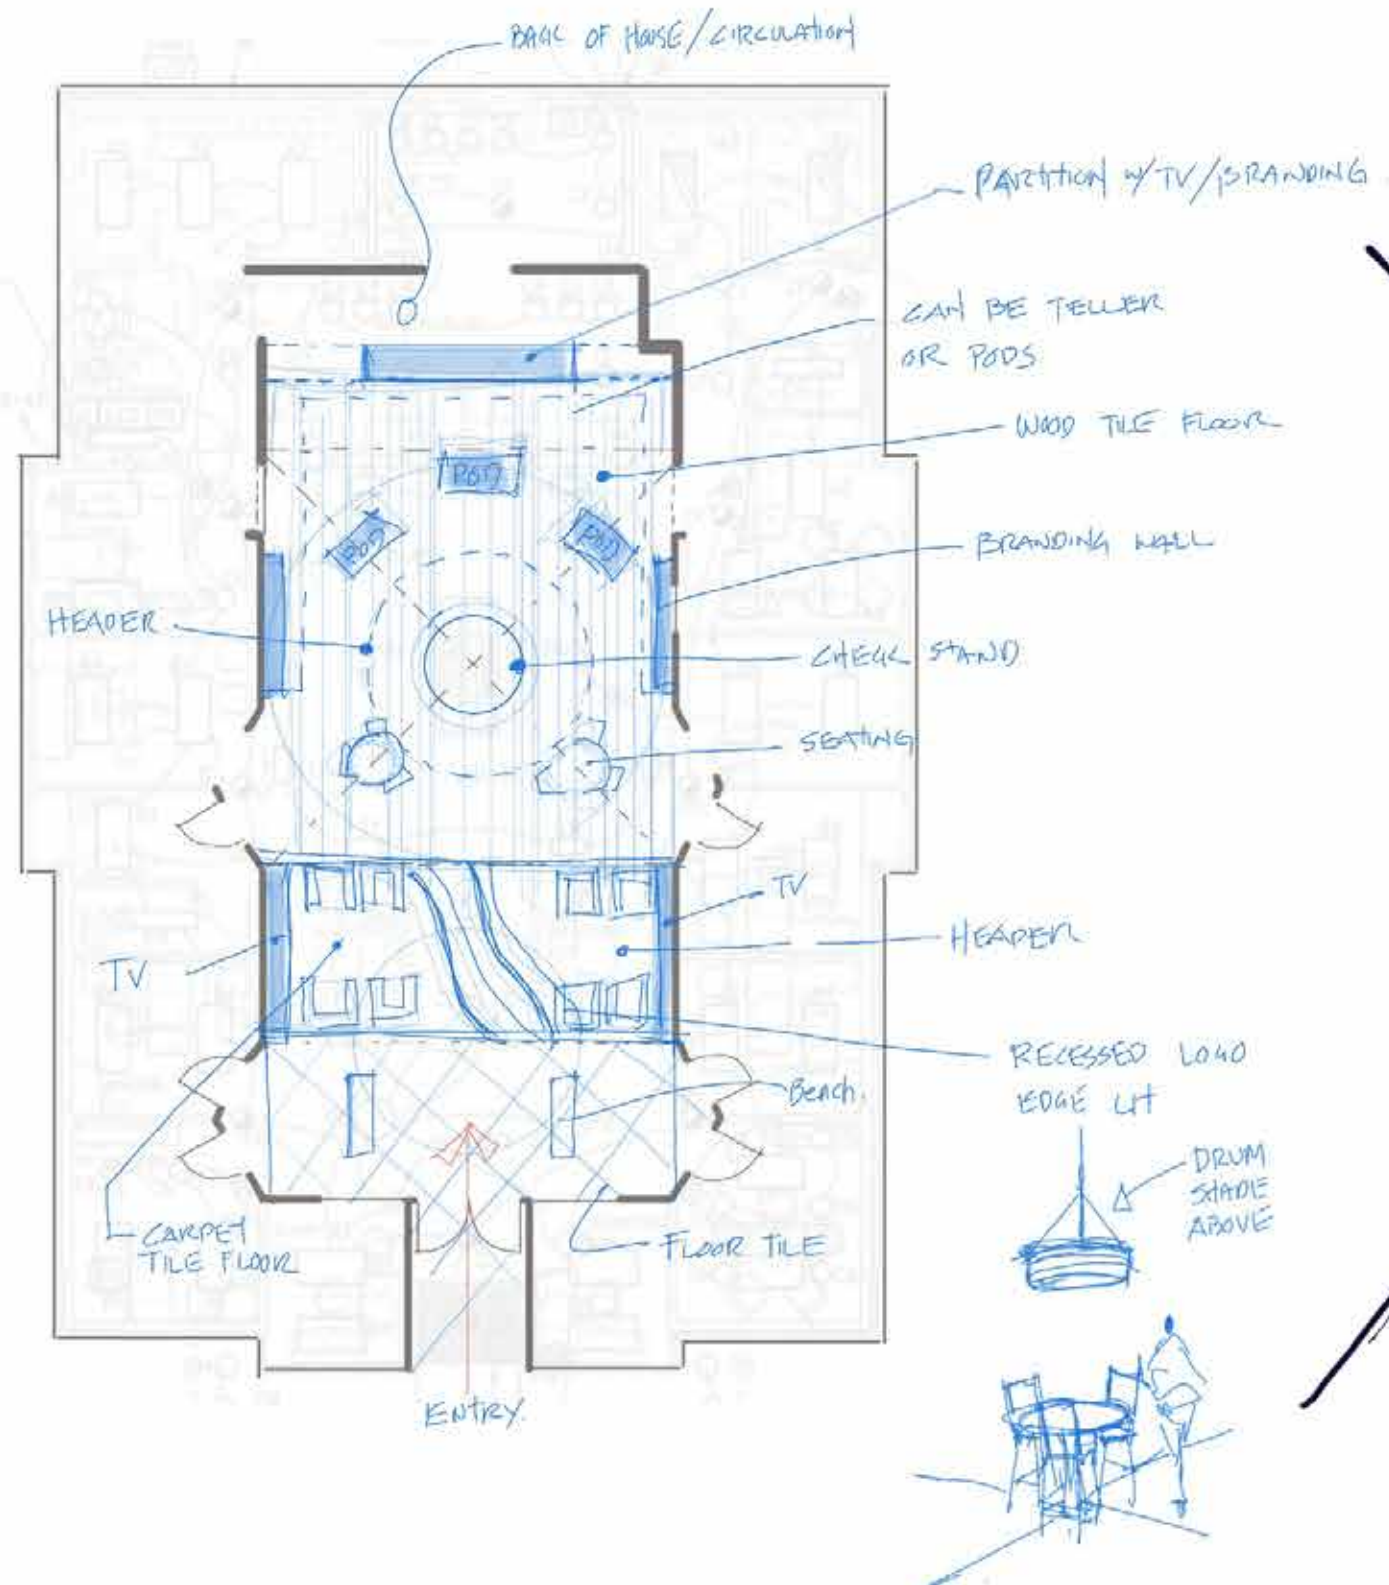 BACK OF HOUSE/CIRCULATION
PARTITION W/TV/BRANDING
CAN BE TELLER
OR PODS
WOOD TILE FLOOR
POD
POD
POD
BRANDING WALL
HEADER
CHECK STAND
SEATING
TV
HEADER
TV
RECESSED LOGO
EDGE LIT
Bench
DRUM
SHADE
ABOVE
CARPET
TILE FLOOR
FLOOR TILE
ENTRY